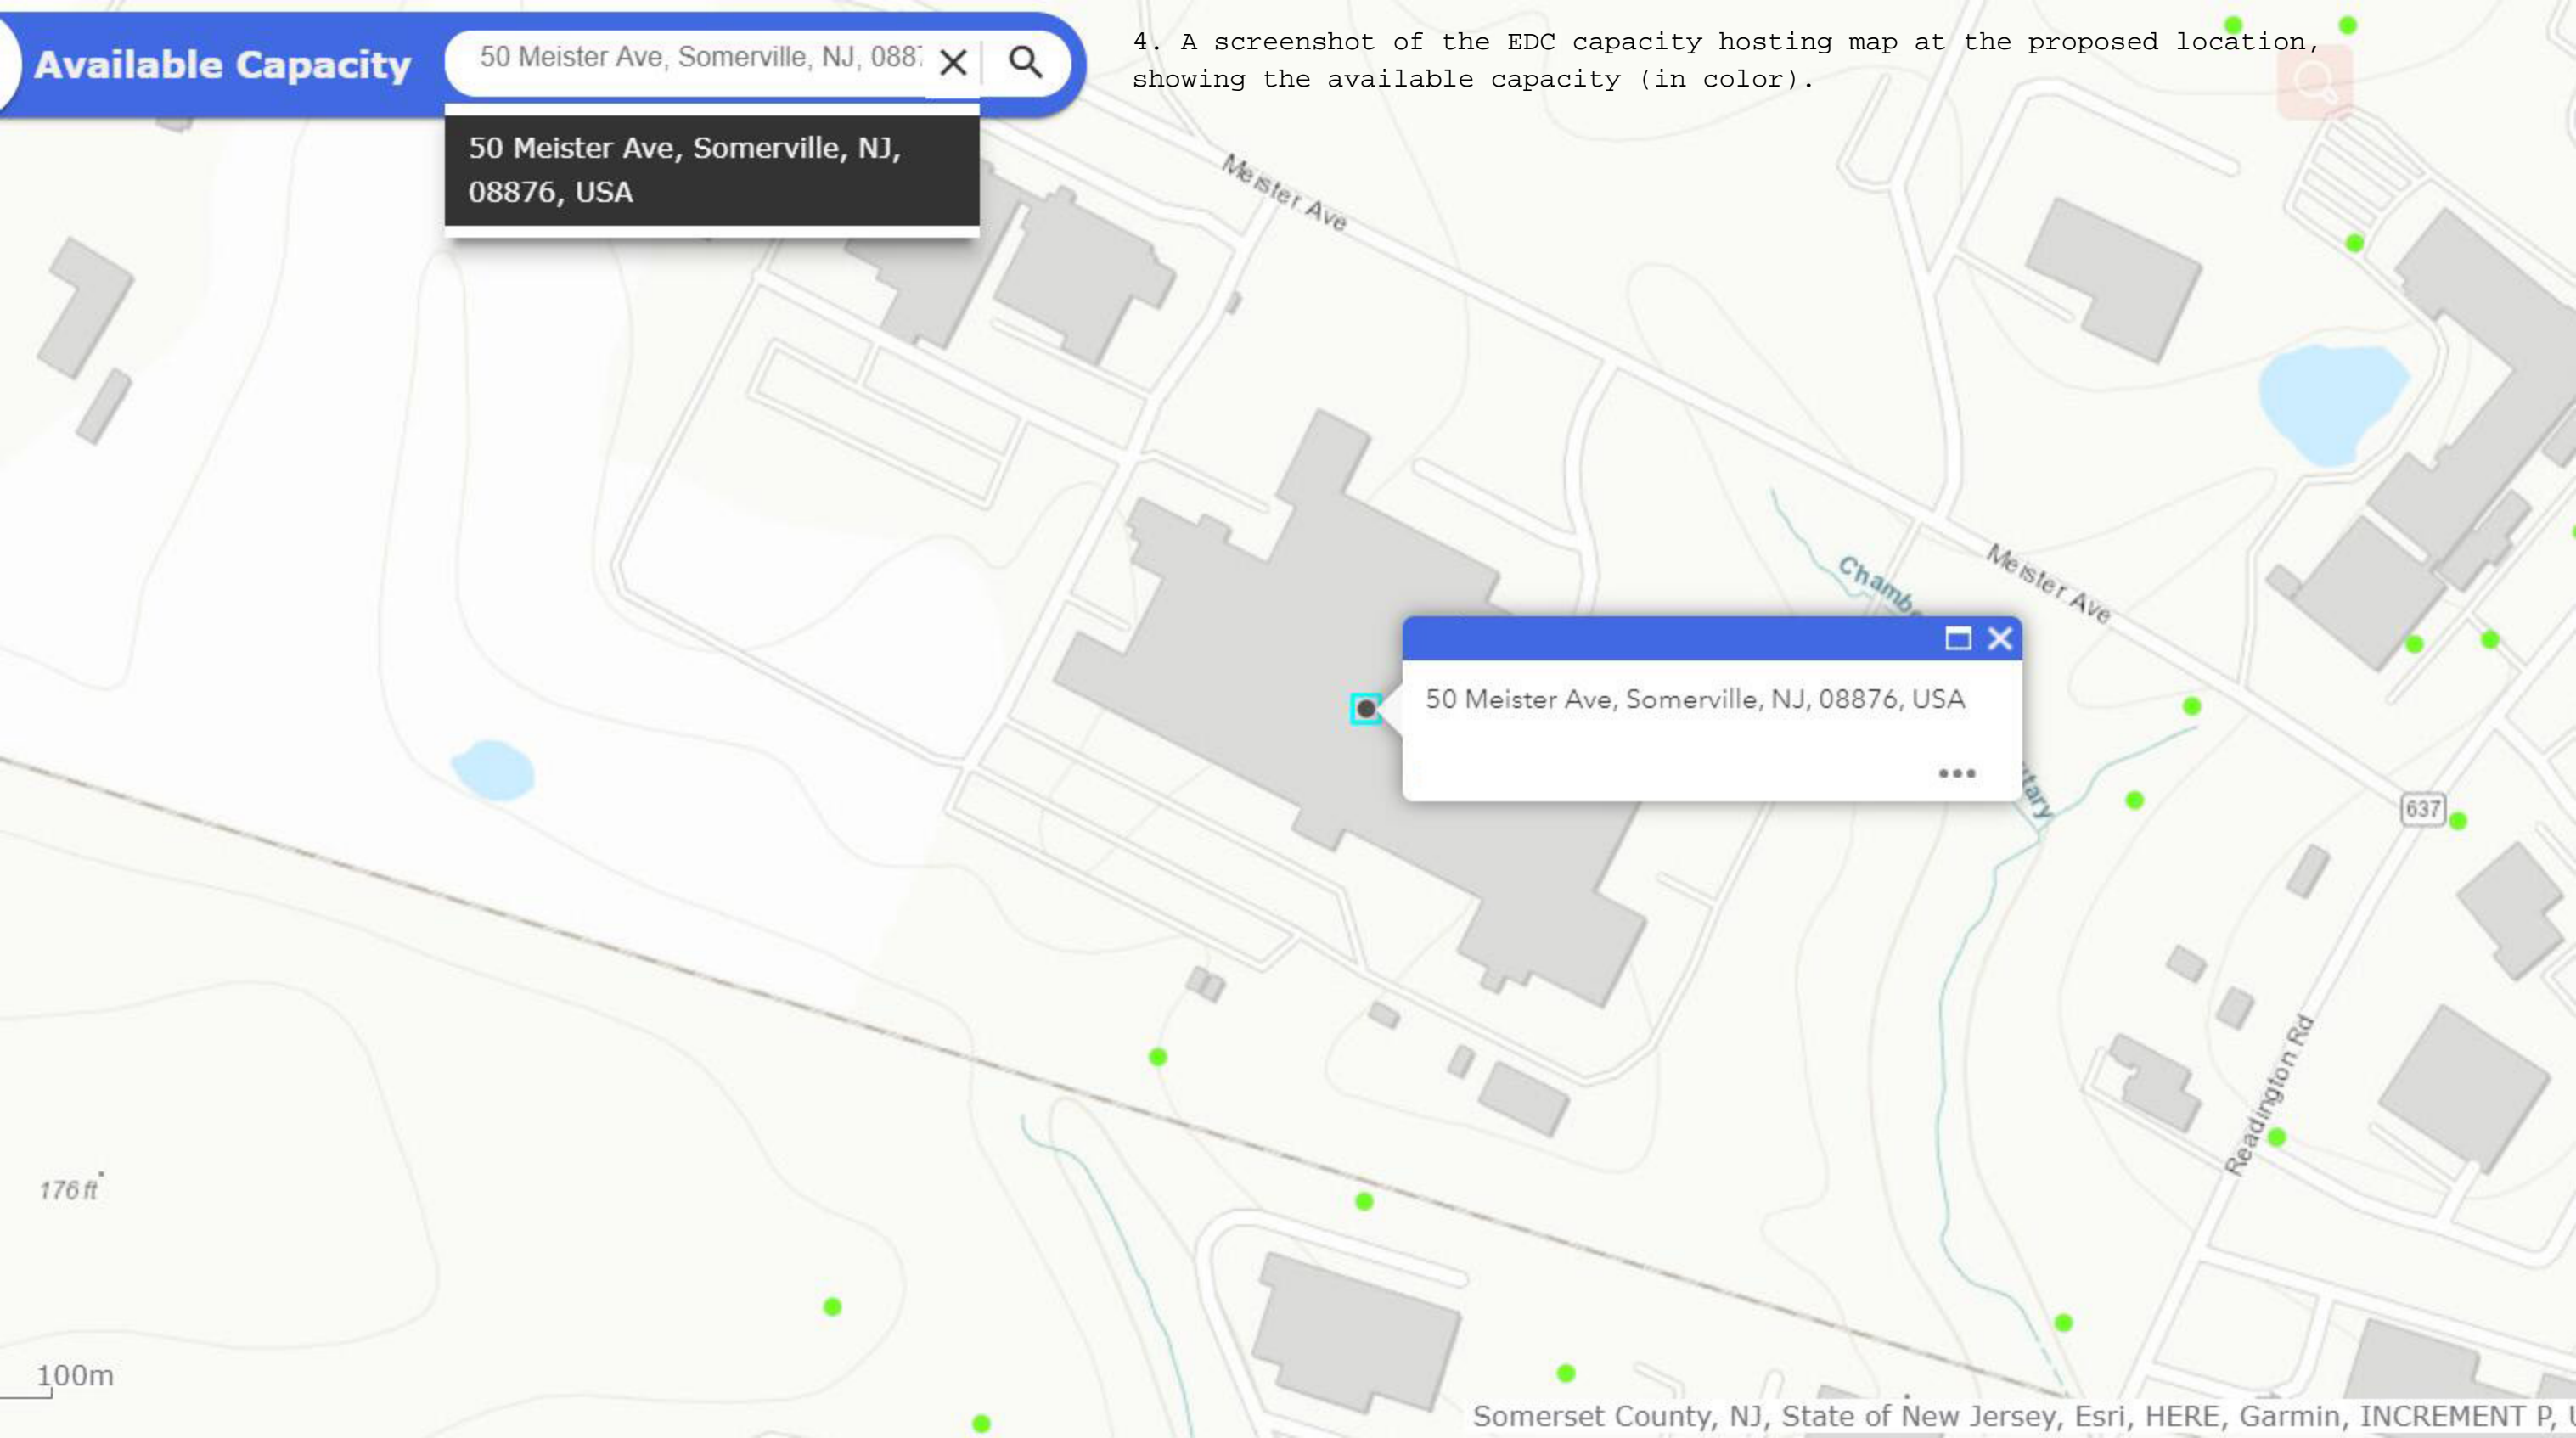 Available Capacity
50 Meister Ave, Somerville, NJ, 088
50 Meister Ave, Somerville, NJ,
08876, USA
4. A screenshot of the EDC capacity hosting map at the proposed location,
showing the available capacity (in color).
Meister Ave
Meister Ave
Chambe
50 Meister Ave, Somerville, NJ, 08876, USA
utary
637
Readington Rd
176 ft
100m
Somerset County, NJ, State of New Jersey, Esri, HERE, Garmin, INCREMENT P,